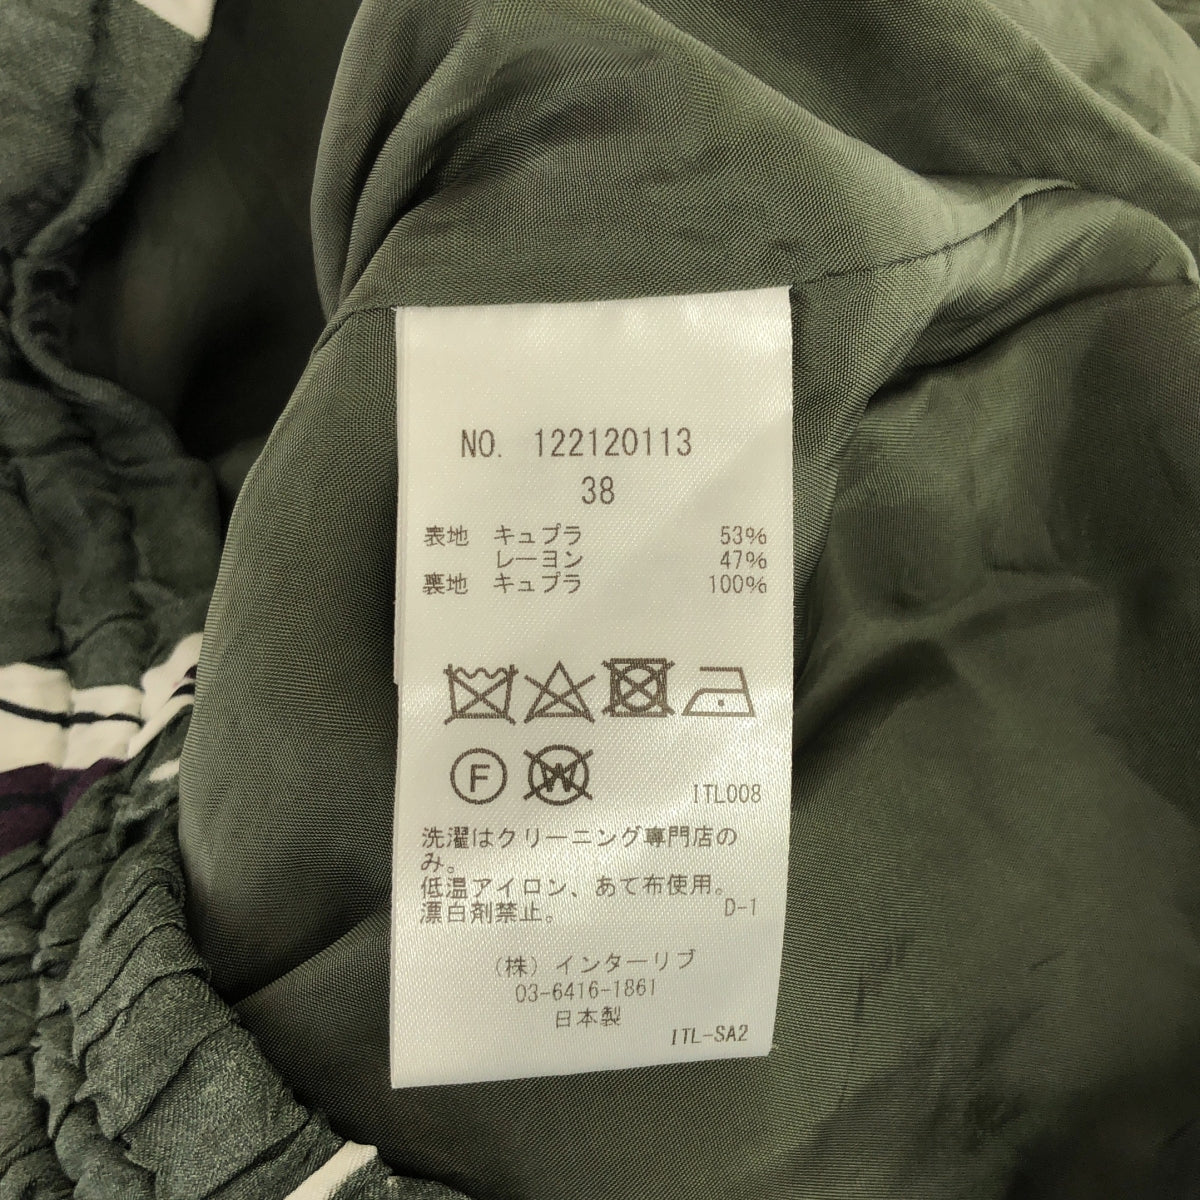 NO. 122120113
38
表地 キュプラ 53%
レーヨン 47%
裏地 キュプラ 100%
F W
ITL008
洗濯はクリーニング専門店の
み。
低温アイロン、あて布使用。
漂白剤禁止。 D-1
(株) インターリブ
03-6416-1861
日本製
ITL-SA2